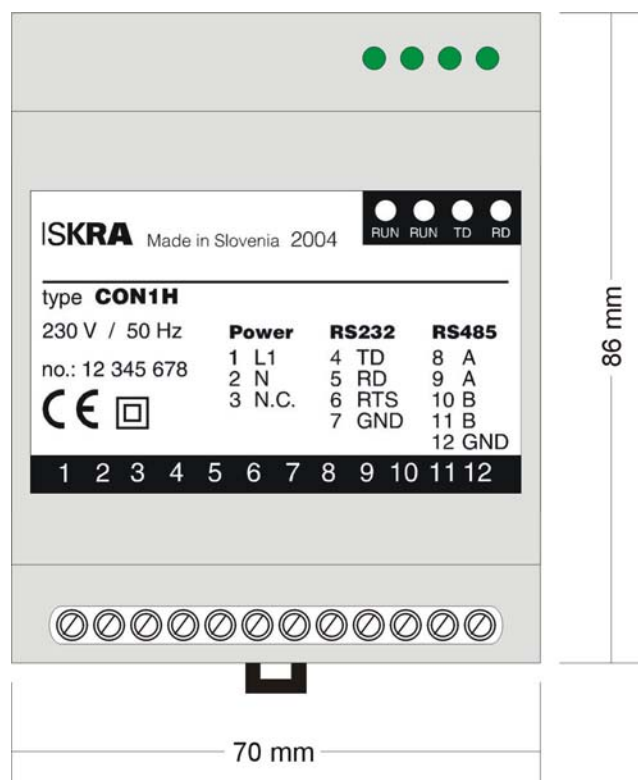 ISKRA Made in Slovenia 2004
RUN RUN TD RD
type CON1H
230 V / 50 Hz
no.: 12 345 678
CE
Power
1 L1
2 N
3 N.C.
RS232
4 TD
5 RD
6 RTS
7 GND
RS485
8 A
9 A
10 B
11 B
12 GND
1 2 3 4 5 6 7 8 9 10 11 12
86 mm
70 mm